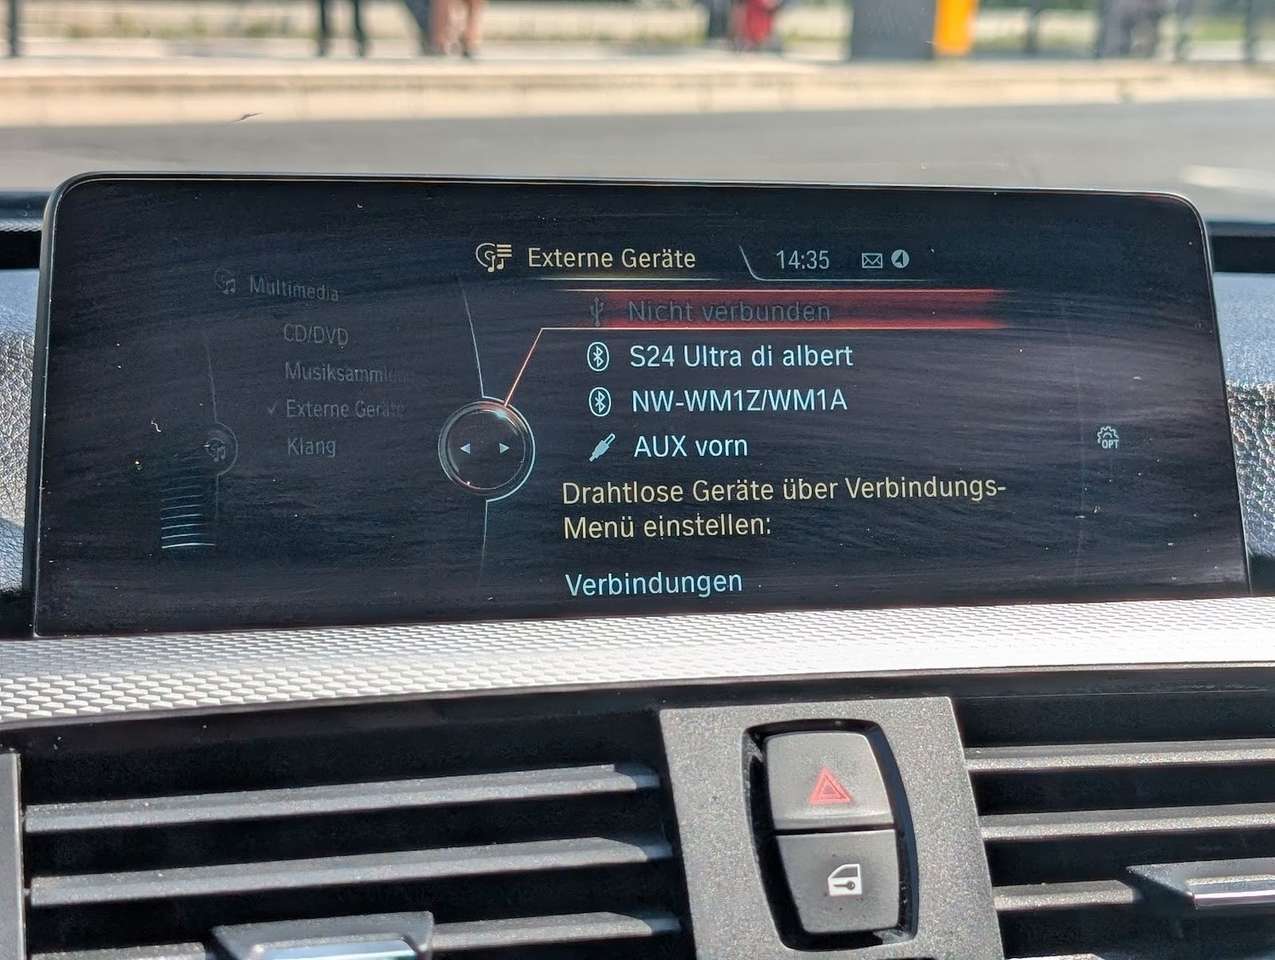 Externe Geräte
14:35
Multimedia
CD/DVD
Externe Geräte
Klang
Nicht verbunden
S24 Ultra di albert
NW-WM1Z/WM1A
AUX vorn
OPT
Drahtlose Geräte über Verbindungs-
Menü einstellen:
Verbindungen